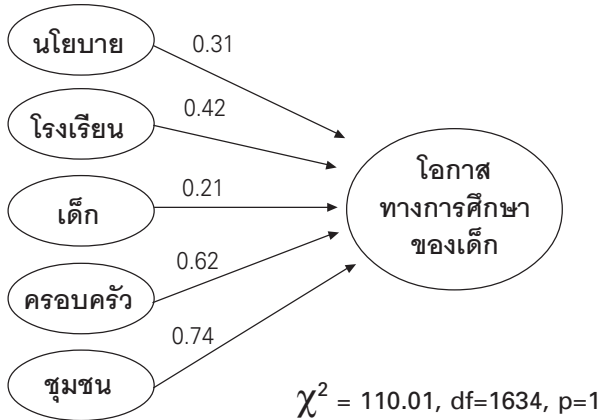 นโยบาย
0.31
โรงเรียน
0.42
เด็ก
0.21
ครอบครัว
0.62
ชุมชน
0.74
โอกาส
ทางการศึกษา
ของเด็ก
χ² = 110.01, df=1634, p=1